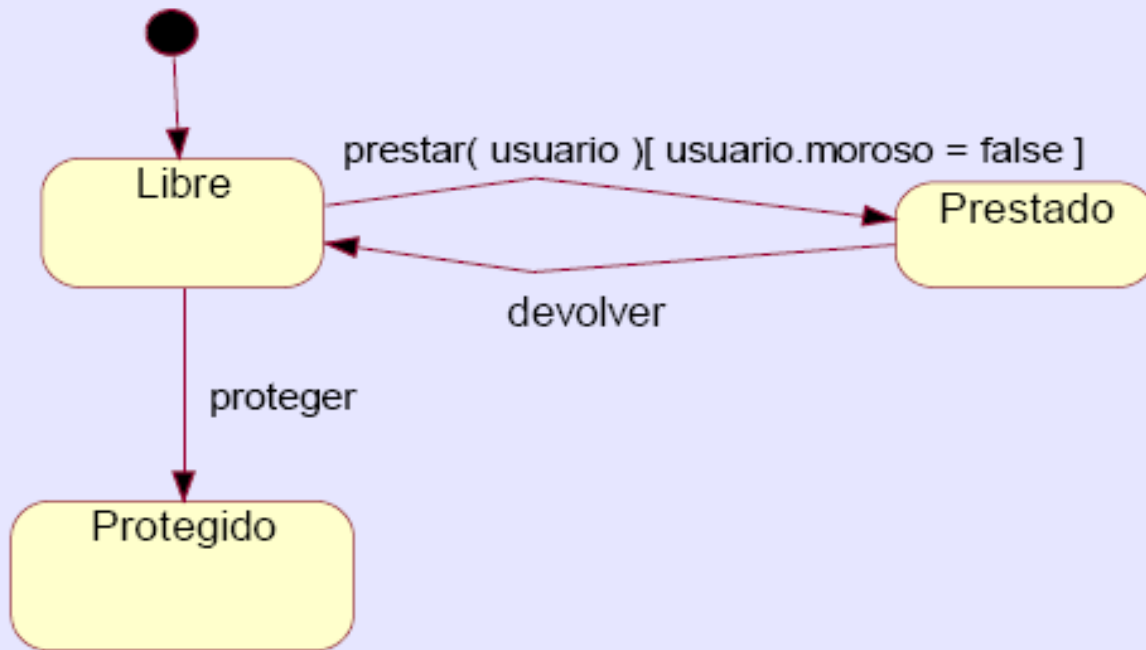 prestar( usuario )[ usuario.moroso = false ]
Libre
Prestado
devolver
proteger
Protegido